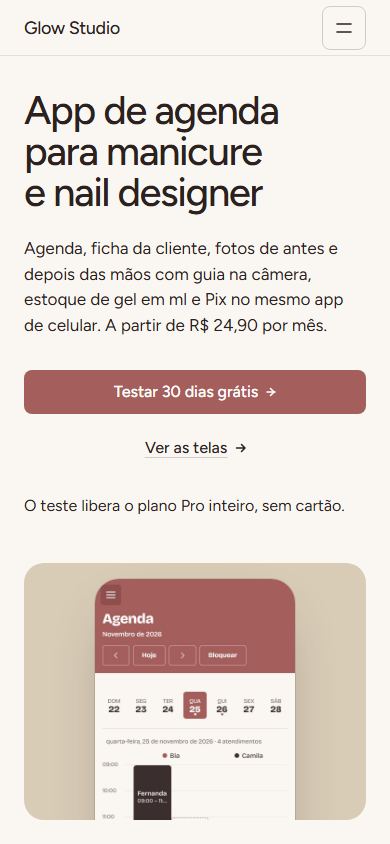 Glow Studio
App de agenda
para manicure
e nail designer
Agenda, ficha da cliente, fotos de antes e
depois das mãos com guia na câmera,
estoque de gel em ml e Pix no mesmo app
de celular. A partir de R$ 24,90 por mês.
Testar 30 dias grátis →
Ver as telas →
O teste libera o plano Pro inteiro, sem cartão.
Agenda
Novembro de 2026
< Hoje > Bloquear
DOM SEG TER QUA QUI SEX SÁB
22 23 24 25 26 27 28
quarta-feira, 25 de novembro de 2026 · 4 atendimentos
Bia Camila
09:00
Fernanda
09:00 – 11...
10:00
11:00